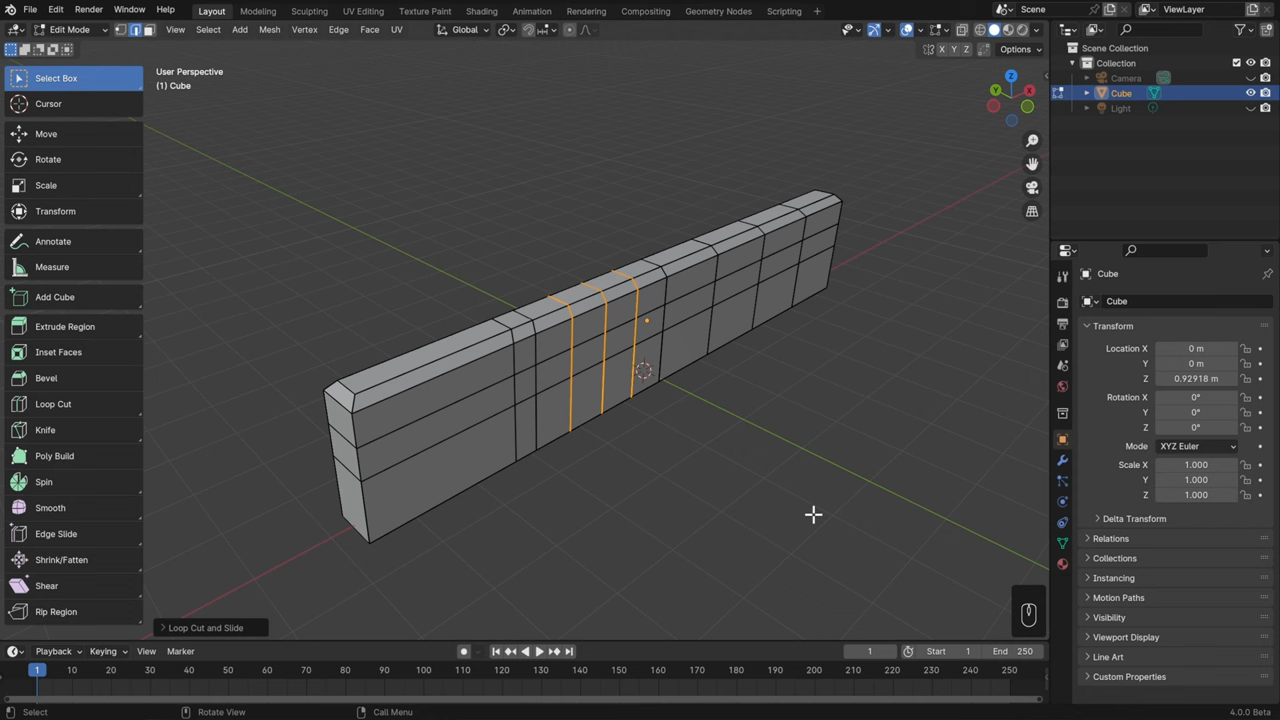 File Edit Render Window Help
Layout Modeling Sculpting UV Editing Texture Paint Shading Animation Rendering Compositing Geometry Nodes Scripting +
Scene
ViewLayer
Edit Mode
View Select Add Mesh Vertex Edge Face UV
Global
X Y Z
Options
Select Box
Cursor
Move
Rotate
Scale
Transform
Annotate
Measure
Add Cube
Extrude Region
Inset Faces
Bevel
Loop Cut
Knife
Poly Build
Spin
Smooth
Edge Slide
Shrink/Fatten
Shear
Rip Region
User Perspective
(1) Cube
Z
Y
X
Loop Cut and Slide
Scene Collection
Collection
Camera
Cube
Light
Cube
Cube
Transform
Location X 0 m
Y 0 m
Z 0.92918 m
Rotation X 0°
Y 0°
Z 0°
Mode XYZ Euler
Scale X 1.000
Y 1.000
Z 1.000
Delta Transform
Relations
Collections
Instancing
Motion Paths
Visibility
Viewport Display
Line Art
Custom Properties
Playback Keying View Marker
1 Start 1 End 250
1 10 20 30 40 50 60 70 80 90 100 110 120 130 140 150 160 170 180 190 200 210 220 230 240 250
Select Rotate View Call Menu
4.0.0 Beta